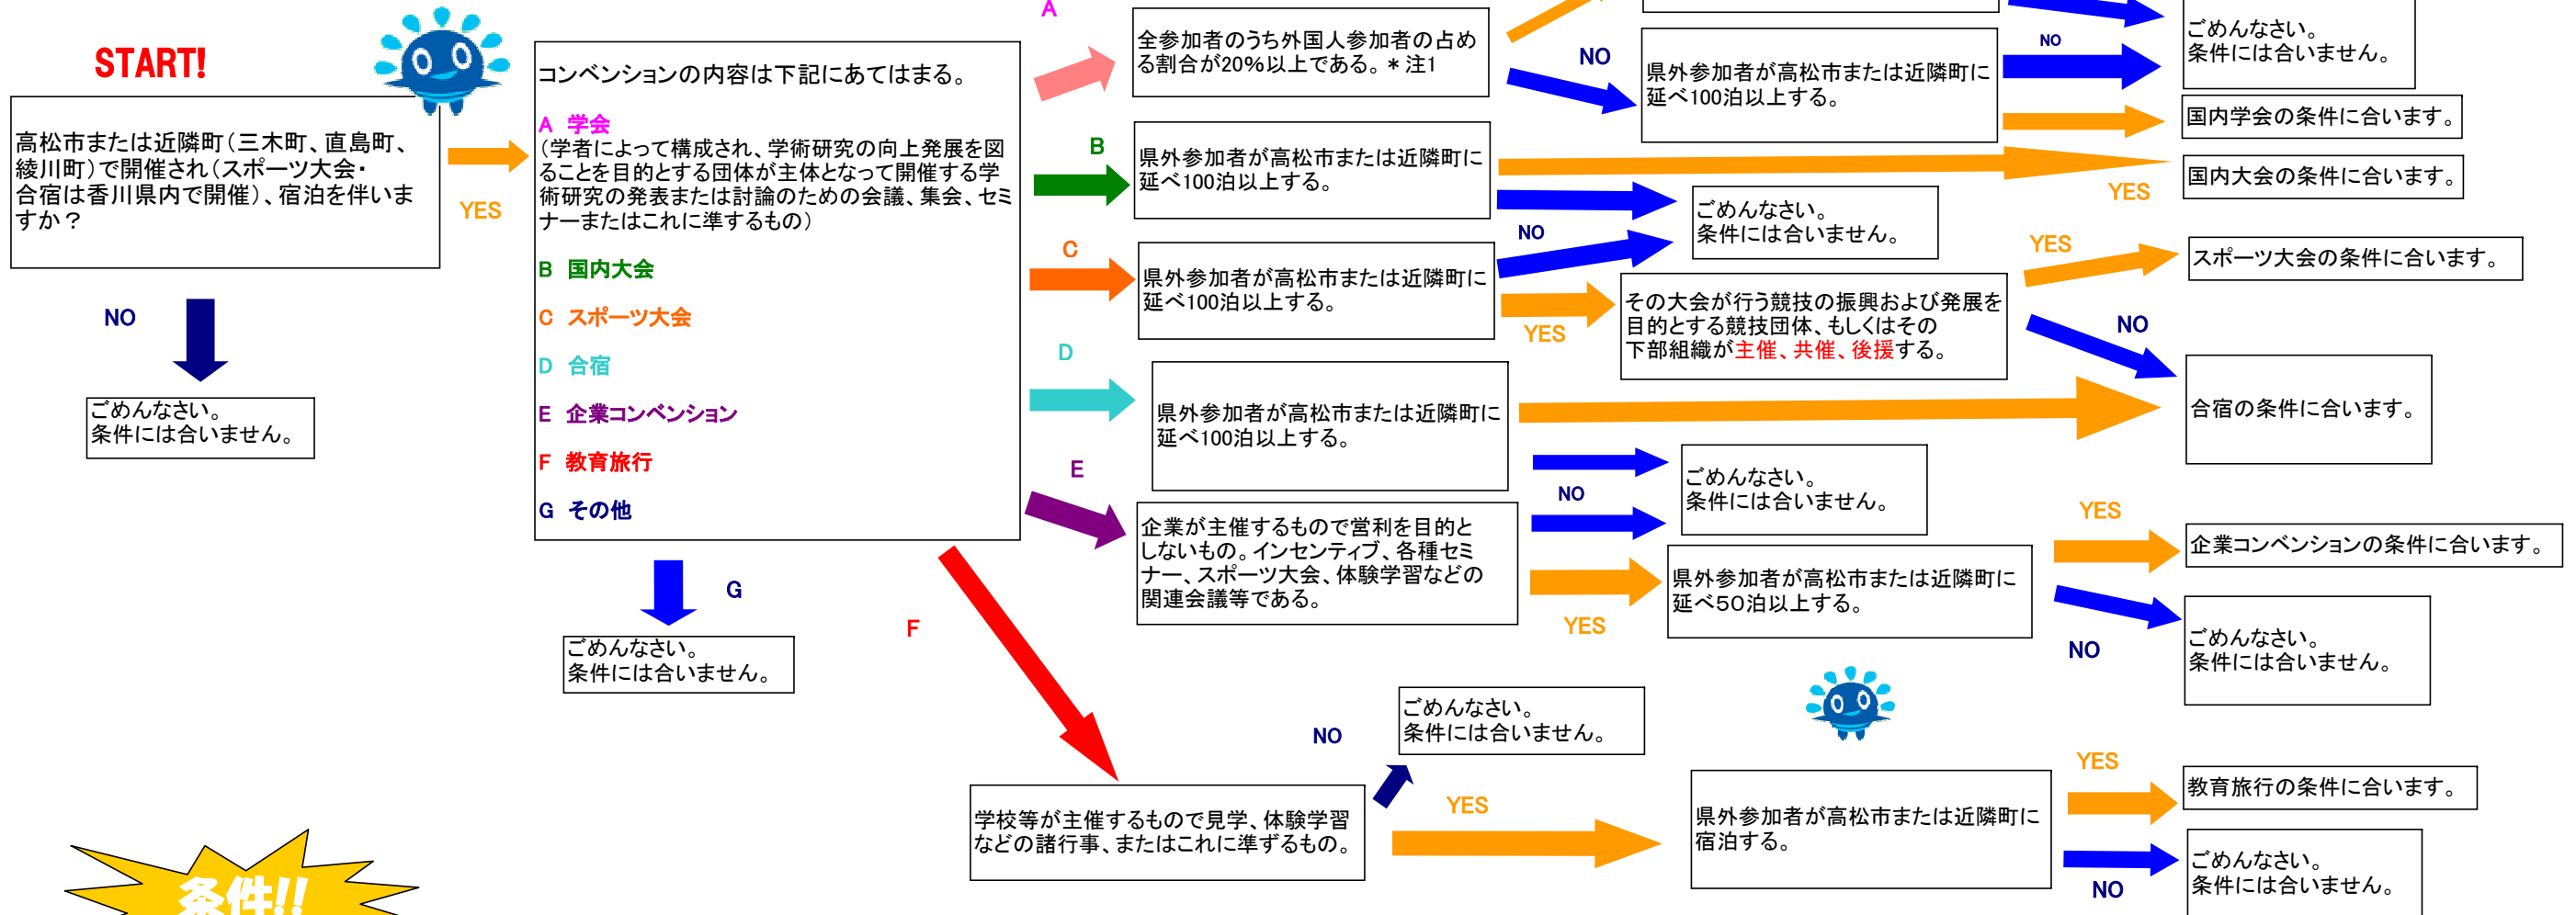 START!
高松市または近隣町(三木町、直島町、
綾川町)で開催され(スポーツ大会・
合宿は香川県内で開催)、宿泊を伴いま
すか?
YES
NO
ごめんなさい。
条件には合いません。
コンベンションの内容は下記にあてはまる。
A 学会
(学者によって構成され、学術研究の向上発展を図
ることを目的とする団体が主体となって開催する学
術研究の発表または討論のための会議、集会、セミ
ナーまたはこれに準するもの)
B 国内大会
C スポーツ大会
D 合宿
E 企業コンベンション
F 教育旅行
G その他
G
ごめんなさい。
条件には合いません。
A
全参加者のうち外国人参加者の占め
る割合が20%以上である。*注1
NO
県外参加者が高松市または近隣町に
延べ100泊以上する。
NO
ごめんなさい。
条件には合いません。
国内学会の条件に合います。
B
県外参加者が高松市または近隣町に
延べ100泊以上する。
YES
国内大会の条件に合います。
NO
ごめんなさい。
条件には合いません。
C
県外参加者が高松市または近隣町に
延べ100泊以上する。
YES
その大会が行う競技の振興および発展を
目的とする競技団体、もしくはその
下部組織が主催、共催、後援する。
YES
スポーツ大会の条件に合います。
NO
D
県外参加者が高松市または近隣町に
延べ100泊以上する。
合宿の条件に合います。
NO
ごめんなさい。
条件には合いません。
E
企業が主催するもので営利を目的と
しないもの。インセンティブ、各種セミ
ナー、スポーツ大会、体験学習などの
関連会議等である。
YES
県外参加者が高松市または近隣町に
延べ50泊以上する。
YES
企業コンベンションの条件に合います。
NO
ごめんなさい。
条件には合いません。
F
学校等が主催するもので見学、体験学習
などの諸行事、またはこれに準ずるもの。
NO
ごめんなさい。
条件には合いません。
YES
県外参加者が高松市または近隣町に
宿泊する。
YES
教育旅行の条件に合います。
NO
ごめんなさい。
条件には合いません。
条件!!